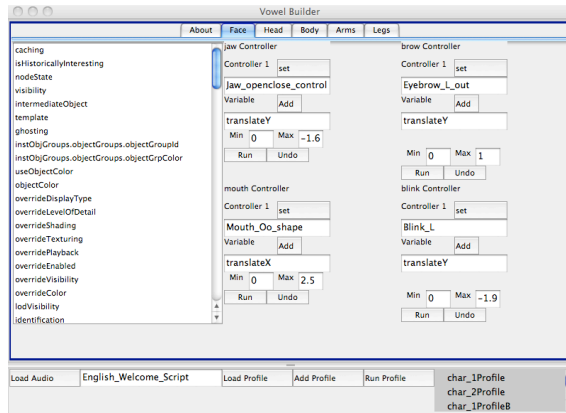 Vowel Builder
About Face Head Body Arms Legs
caching
isHistoricallyInteresting
nodeState
visibility
intermediateObject
template
ghosting
instObjGroups.objectGroups.objectGroupId
instObjGroups.objectGroups.objectGrpColor
useObjectColor
objectColor
overrideDisplayType
overrideLevelOfDetail
overrideShading
overrideTexturing
overridePlayback
overrideEnabled
overrideVisibility
overrideColor
lodVisibility
identification
jaw Controller
Controller 1 set
Jaw_openclose_control
Variable Add
translateY
Min 0 Max -1.6
Run Undo
brow Controller
Controller 1 set
Eyebrow_L_out
Variable Add
translateY
Min 0 Max 1
Run Undo
mouth Controller
Controller 1 set
Mouth_Oo_shape
Variable Add
translateX
Min 0 Max 2.5
Run Undo
blink Controller
Controller 1 set
Blink_L
Variable Add
translateY
Min 0 Max -1.9
Run Undo
Load Audio English_Welcome_Script Load Profile Add Profile Run Profile
char_1Profile
char_2Profile
char_1ProfileB